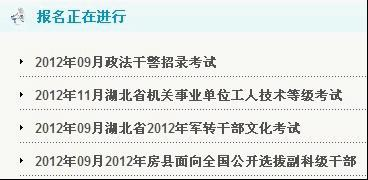 报名正在进行
2012年09月政法干警招录考试
2012年11月湖北省机关事业单位工人技术等级考试
2012年09月湖北省2012年军转干部文化考试
2012年09月2012年房县面向全国公开选拔副科级干部